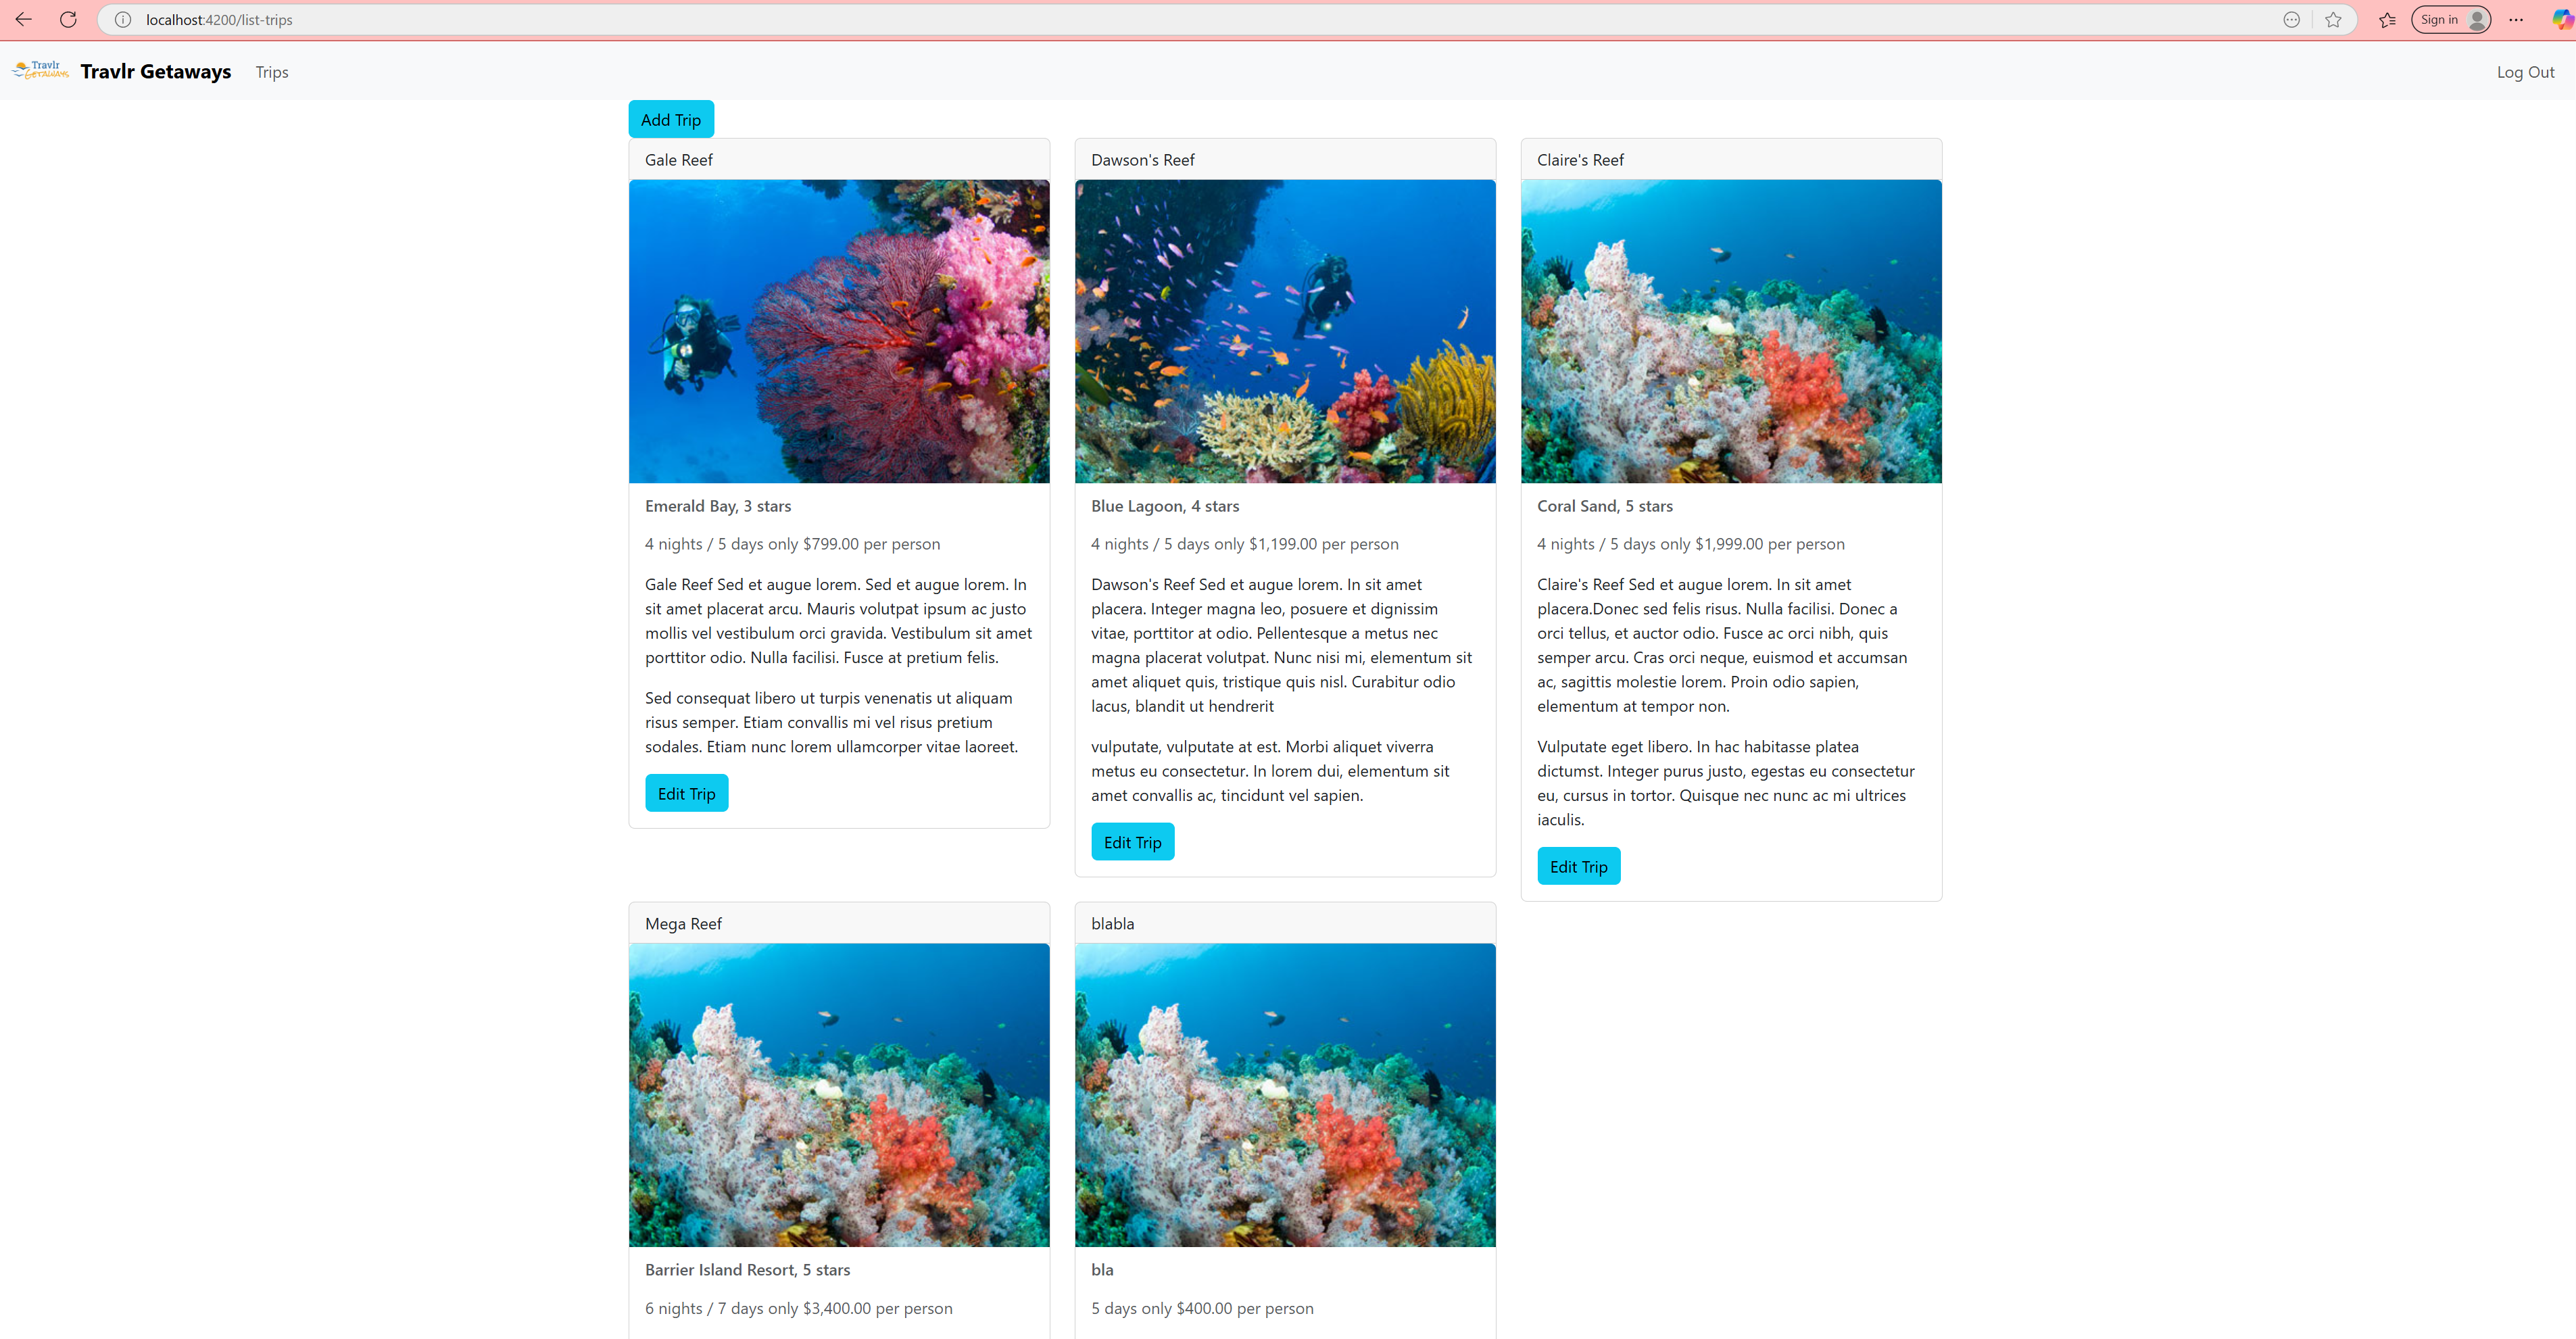 localhost:4200/list-trips
Sign in
Travlr
GETAWAYS
Travlr Getaways
Trips
Log Out
Add Trip
Gale Reef
Emerald Bay, 3 stars
4 nights / 5 days only $799.00 per person
Gale Reef Sed et augue lorem. Sed et augue lorem. In
sit amet placerat arcu. Mauris volutpat ipsum ac justo
mollis vel vestibulum orci gravida. Vestibulum sit amet
porttitor odio. Nulla facilisi. Fusce at pretium felis.
Sed consequat libero ut turpis venenatis ut aliquam
risus semper. Etiam convallis mi vel risus pretium
sodales. Etiam nunc lorem ullamcorper vitae laoreet.
Edit Trip
Dawson's Reef
Blue Lagoon, 4 stars
4 nights / 5 days only $1,199.00 per person
Dawson's Reef Sed et augue lorem. In sit amet
placera. Integer magna leo, posuere et dignissim
vitae, porttitor at odio. Pellentesque a metus nec
magna placerat volutpat. Nunc nisi mi, elementum sit
amet aliquet quis, tristique quis nisl. Curabitur odio
lacus, blandit ut hendrerit
vulputate, vulputate at est. Morbi aliquet viverra
metus eu consectetur. In lorem dui, elementum sit
amet convallis ac, tincidunt vel sapien.
Edit Trip
Claire's Reef
Coral Sand, 5 stars
4 nights / 5 days only $1,999.00 per person
Claire's Reef Sed et augue lorem. In sit amet
placera.Donec sed felis risus. Nulla facilisi. Donec a
orci tellus, et auctor odio. Fusce ac orci nibh, quis
semper arcu. Cras orci neque, euismod et accumsan
ac, sagittis molestie lorem. Proin odio sapien,
elementum at tempor non.
Vulputate eget libero. In hac habitasse platea
dictumst. Integer purus justo, egestas eu consectetur
eu, cursus in tortor. Quisque nec nunc ac mi ultrices
iaculis.
Edit Trip
Mega Reef
Barrier Island Resort, 5 stars
6 nights / 7 days only $3,400.00 per person
blabla
bla
5 days only $400.00 per person